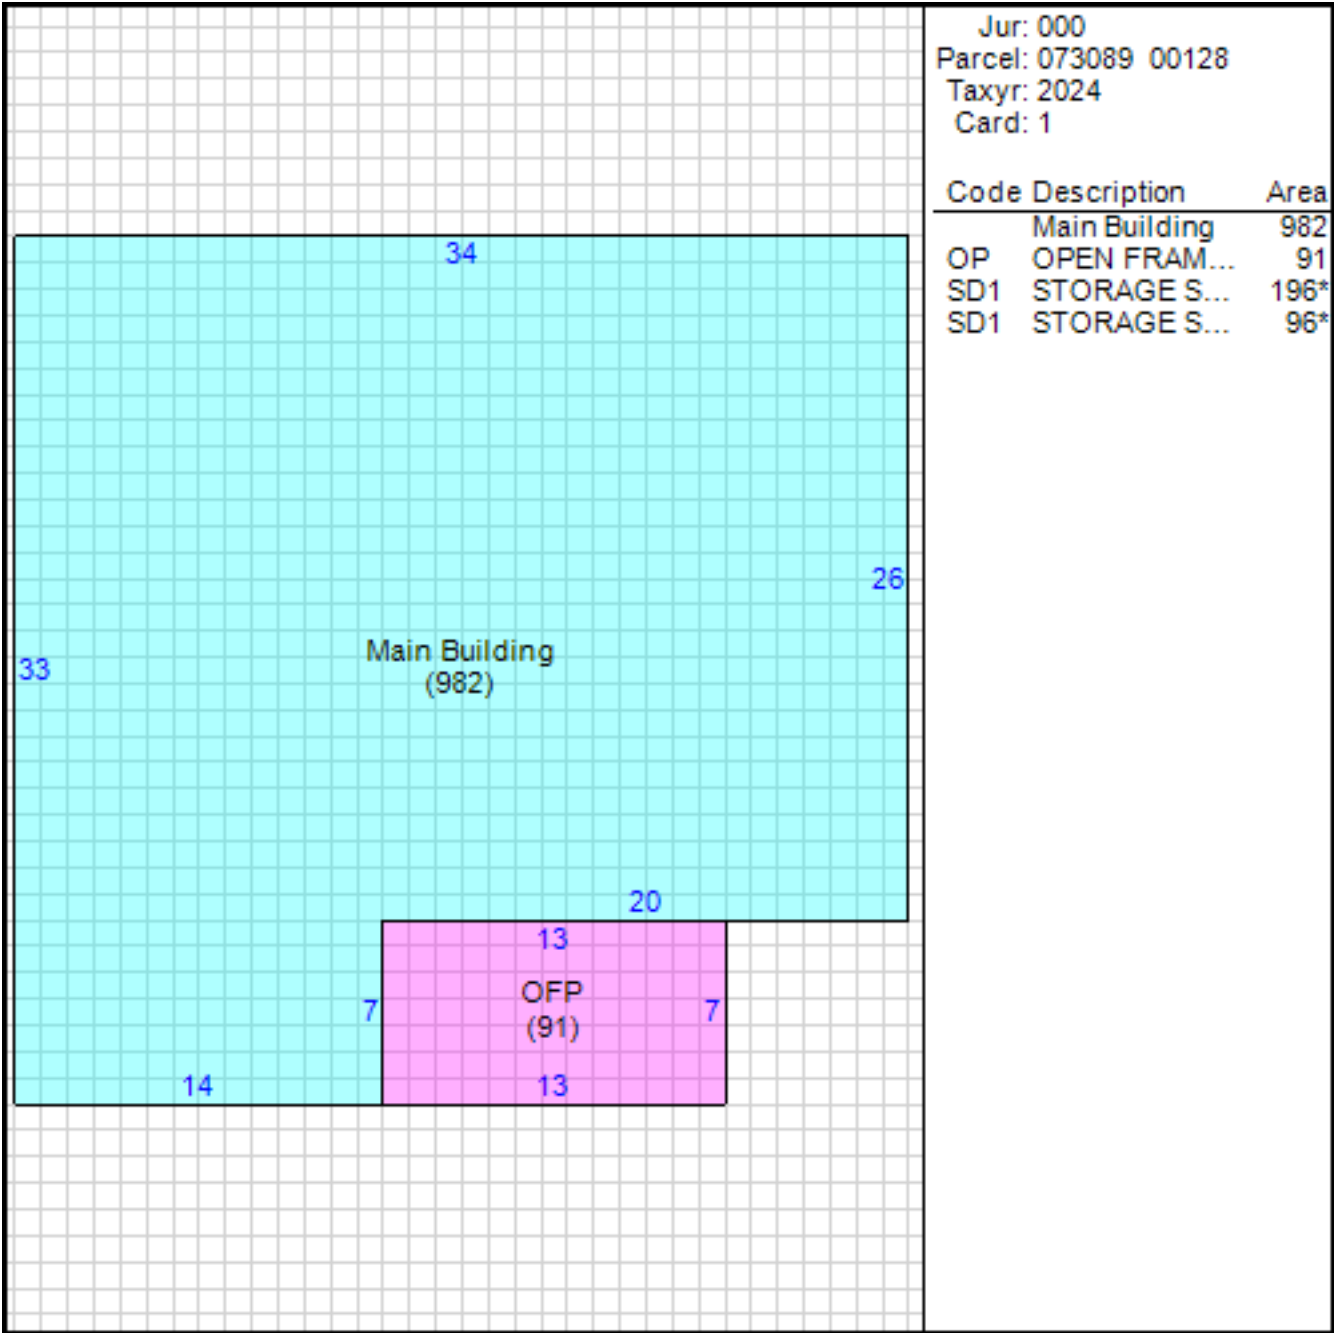 Jur: 000
Parcel: 073089 00128
Taxyr: 2024
Card: 1
Code Description Area
Main Building 982
OP OPEN FRAM... 91
SD1 STORAGE S... 196*
SD1 STORAGE S... 96*
34
26
33
Main Building
(982)
20
13
7
OFP
(91)
7
14
13